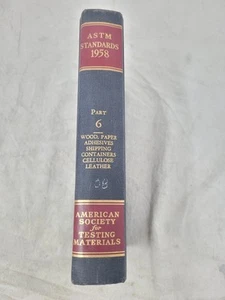 ASTM
STANDARDS
1958
PART
6
WOOD, PAPER
ADHESIVES
SHIPPING
CONTAINERS
CELLULOSE
LEATHER
AMERICAN
SOCIETY
for
TESTING
MATERIALS